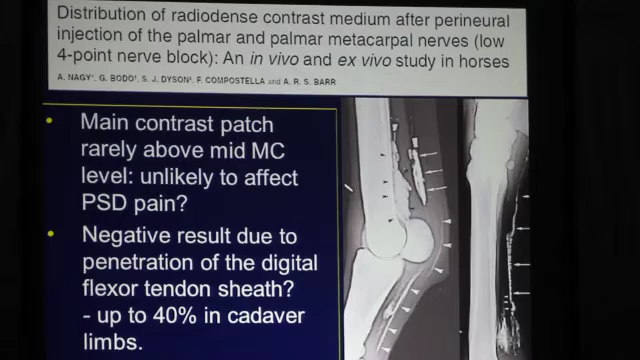 Distribution of radiodense contrast medium after perineural
injection of the palmar and palmar metacarpal nerves (low
4-point nerve block): An in vivo and ex vivo study in horses
A. NAGY*, G. BODO†, S. J. DYSON‡, F. COMPOSTELLA and A. R. S. BARR
• Main contrast patch
rarely above mid MC
level: unlikely to affect
PSD pain?
• Negative result due to
penetration of the digital
flexor tendon sheath?
- up to 40% in cadaver
limbs.